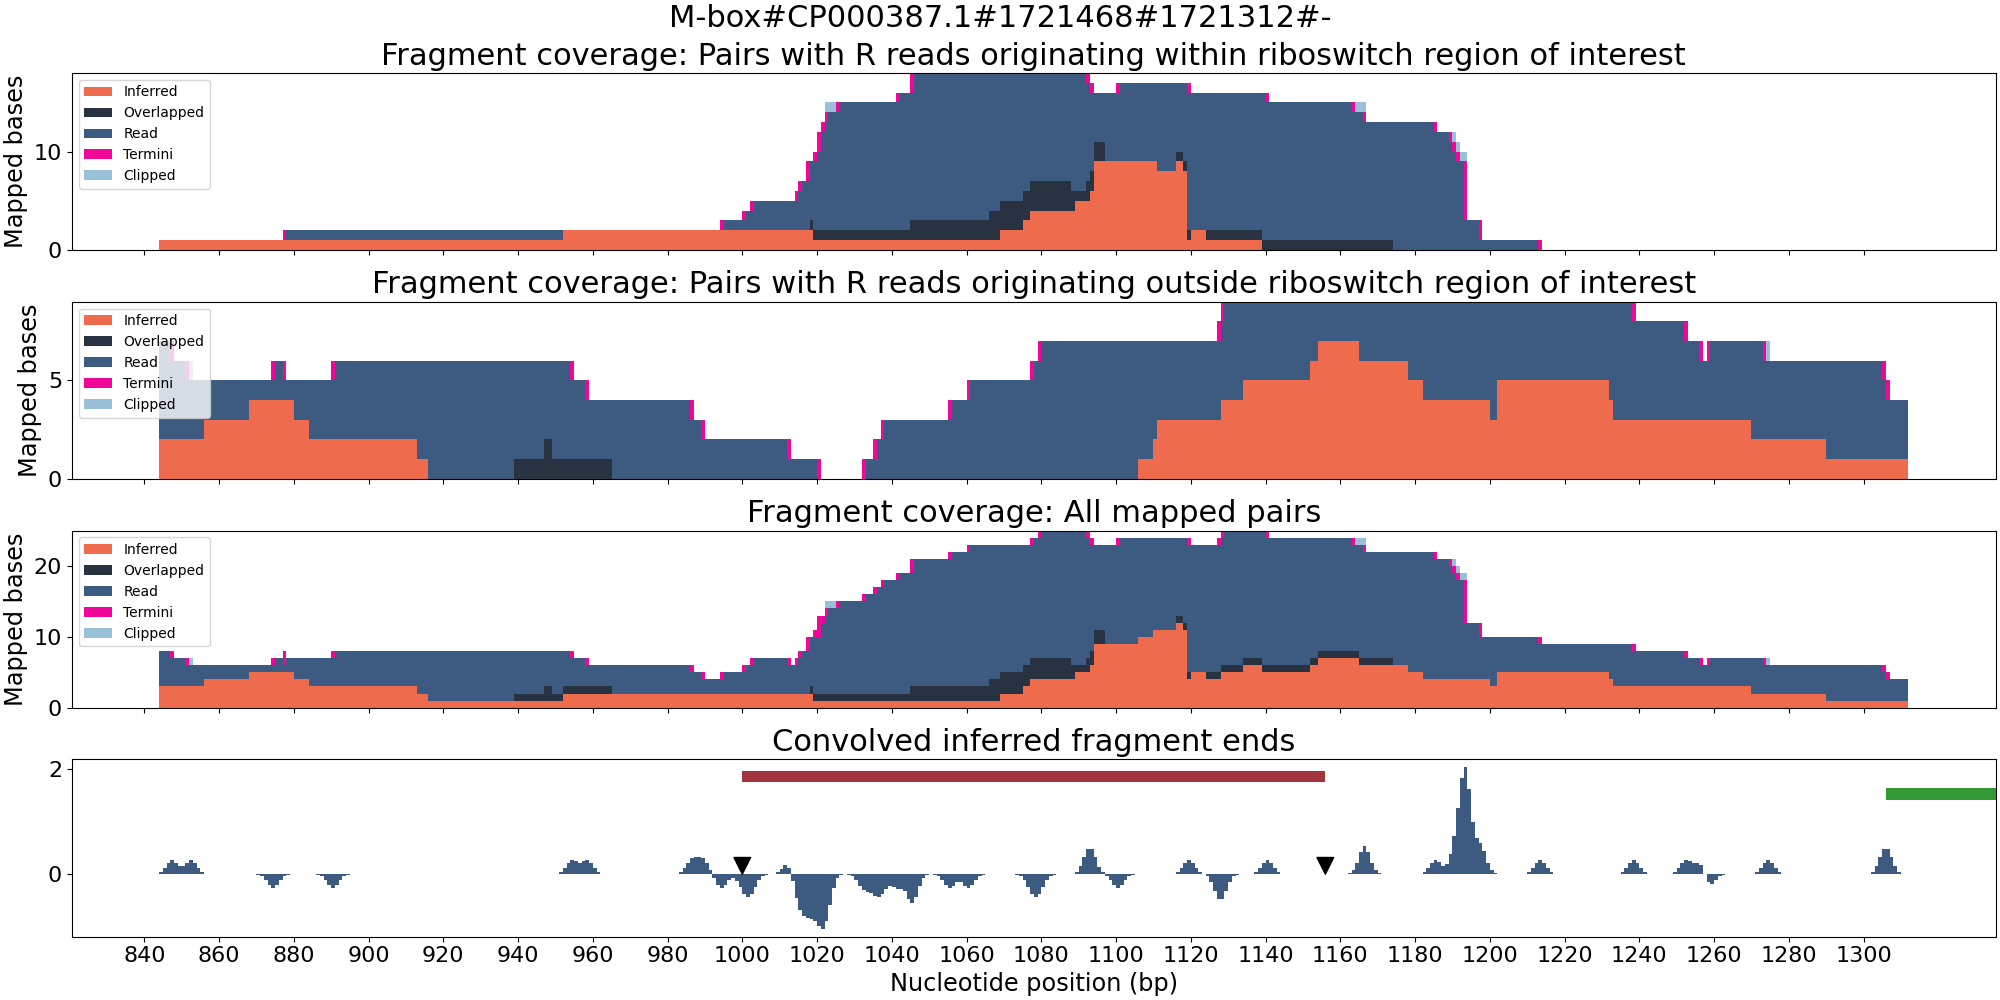 M-box#CP000387.1#1721468#1721312#-
Fragment coverage: Pairs with R reads originating within riboswitch region of interest
Mapped bases
10
0
Inferred
Overlapped
Read
Termini
Clipped
Fragment coverage: Pairs with R reads originating outside riboswitch region of interest
Mapped bases
5
0
Inferred
Overlapped
Read
Termini
Clipped
Fragment coverage: All mapped pairs
Mapped bases
20
10
0
Inferred
Overlapped
Read
Termini
Clipped
Convolved inferred fragment ends
2
0
840 860 880 900 920 940 960 980 1000 1020 1040 1060 1080 1100 1120 1140 1160 1180 1200 1220 1240 1260 1280 1300
Nucleotide position (bp)